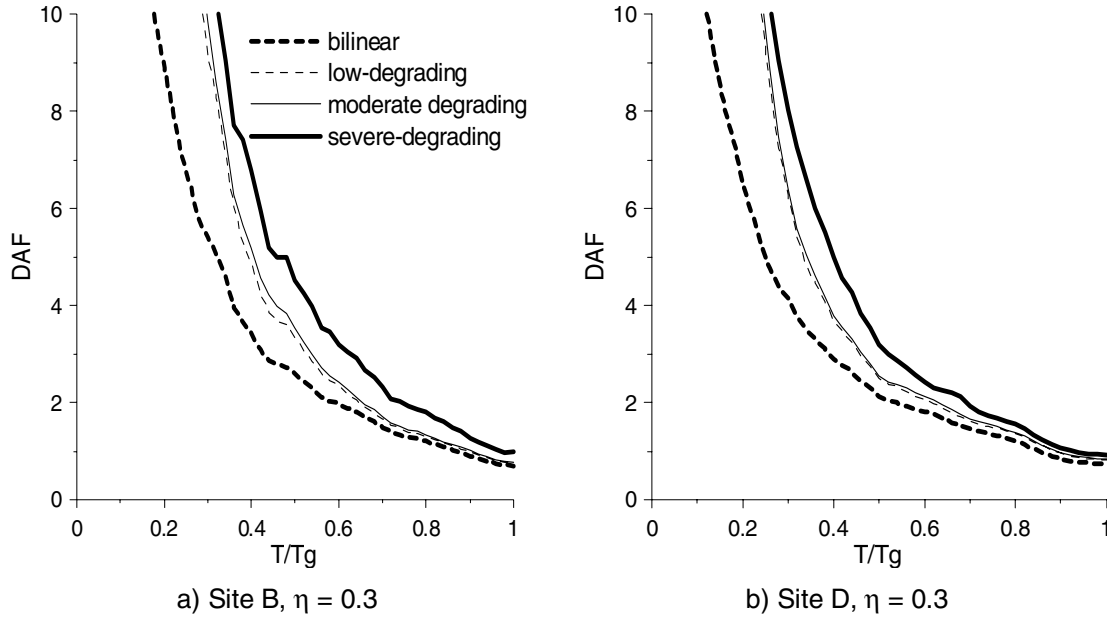 10
8
6
4
2
0
DAF
0
0.2
0.4
0.6
0.8
1
T/Tg
bilinear
low-degrading
moderate degrading
severe-degrading
a) Site B, η = 0.3
10
8
6
4
2
0
DAF
0
0.2
0.4
0.6
0.8
1
T/Tg
b) Site D, η = 0.3